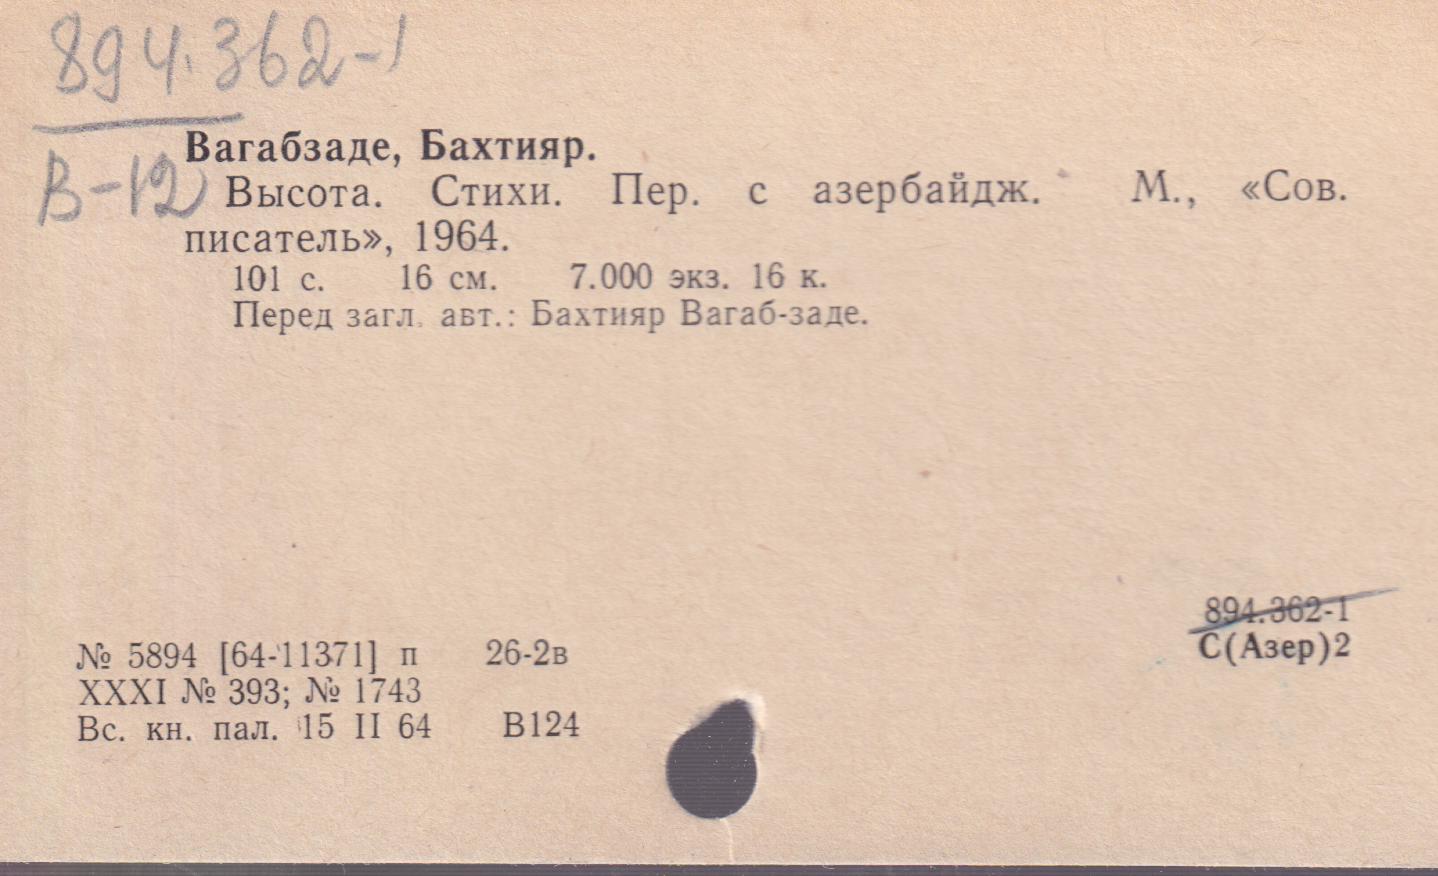 894.362-1
В-12
Вагабзаде, Бахтияр.
Высота. Стихи. Пер. с азербайдж. М., «Сов.
писатель», 1964.
101 с. 16 см. 7.000 экз. 16 к.
Перед загл. авт.: Бахтияр Вагаб-заде.
894.362-1
С(Азер)2
№ 5894 [64-11371] п 26-2в
XXXI № 393; № 1743
Вс. кн. пал. 15 II 64 В124